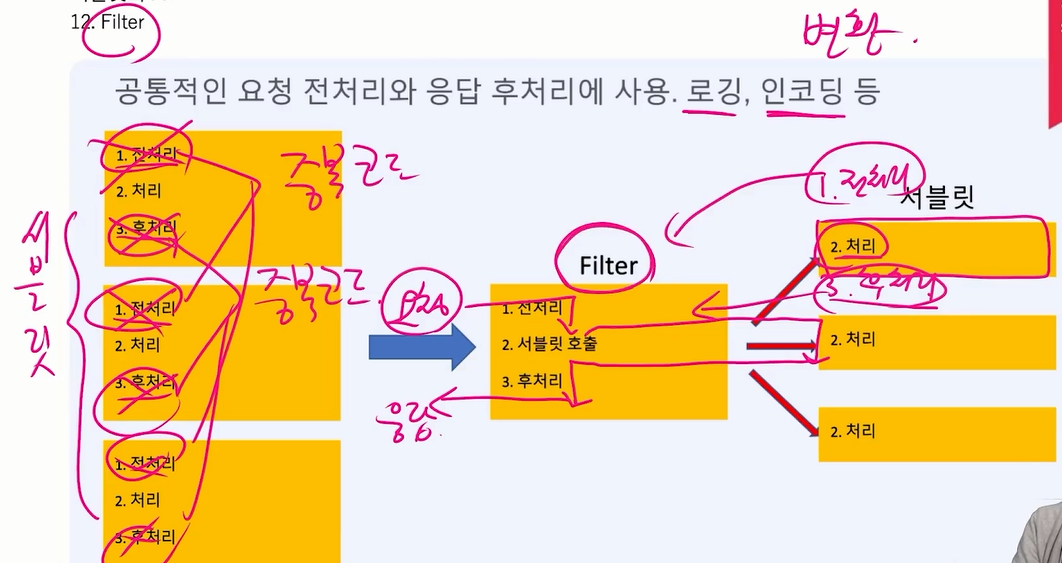 12. Filter
변환.
공통적인 요청 전처리와 응답 후처리에 사용. 로깅, 인코딩 등
1. 전처리
2. 처리
3. 후처리
중복코드
서블릿
1. 전처리
2. 처리
3. 후처리
중복코드.
1. 전처리
2. 처리
3. 후처리
요청
응답.
Filter
1. 전처리
2. 서블릿 호출
3. 후처리
1. 전처리
서블릿
2. 처리
3. 후처리
2. 처리
2. 처리